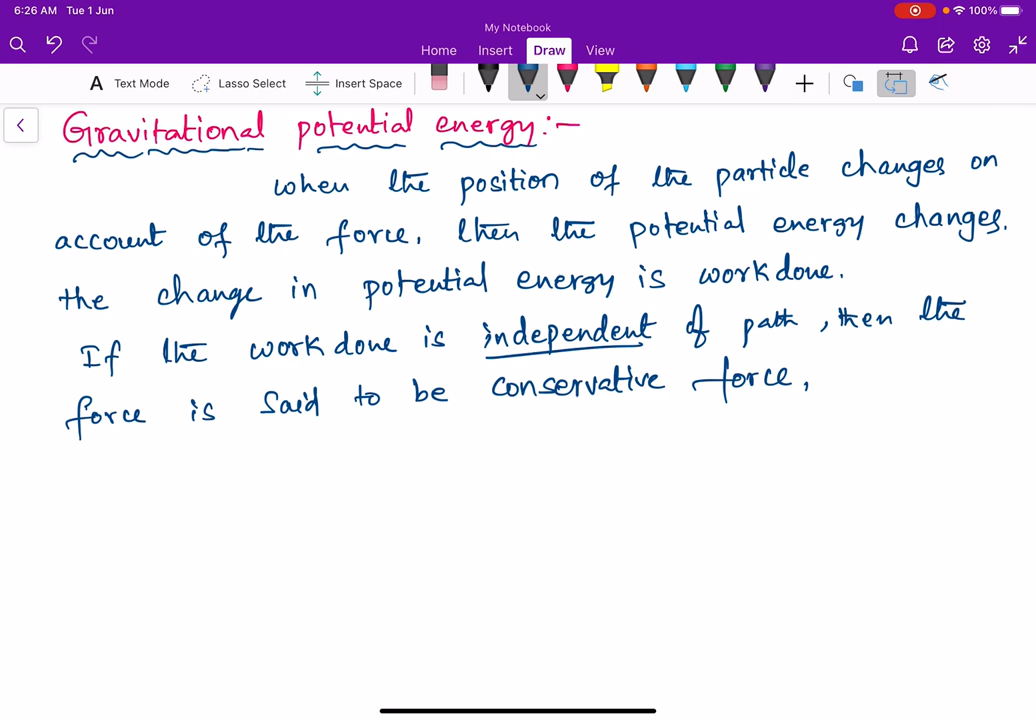 6:26 AM Tue 1 Jun
100%
My Notebook
Home Insert Draw View
A Text Mode Lasso Select Insert Space
Gravitational potential energy:-
when the position of the particle changes on
account of the force, then the potential energy changes.
the change in potential energy is workdone.
If the workdone is independent of path, then the
force is said to be conservative force,